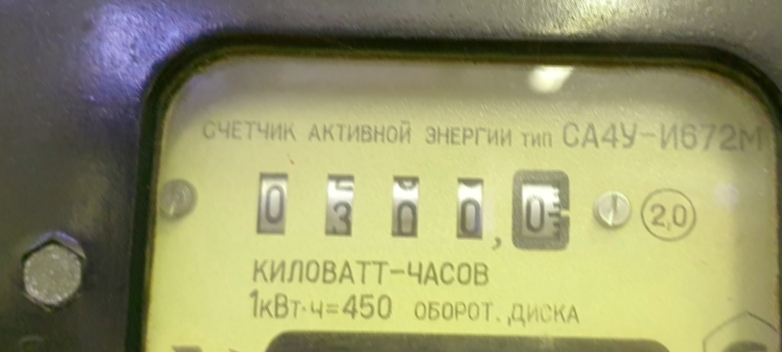 СЧЕТЧИК АКТИВНОЙ ЭНЕРГИИ ТИП СА4У-И672М
0 3 0 0, 0
2,0
КИЛОВАТТ-ЧАСОВ
1кВт·ч=450 ОБОРОТ. ДИСКА